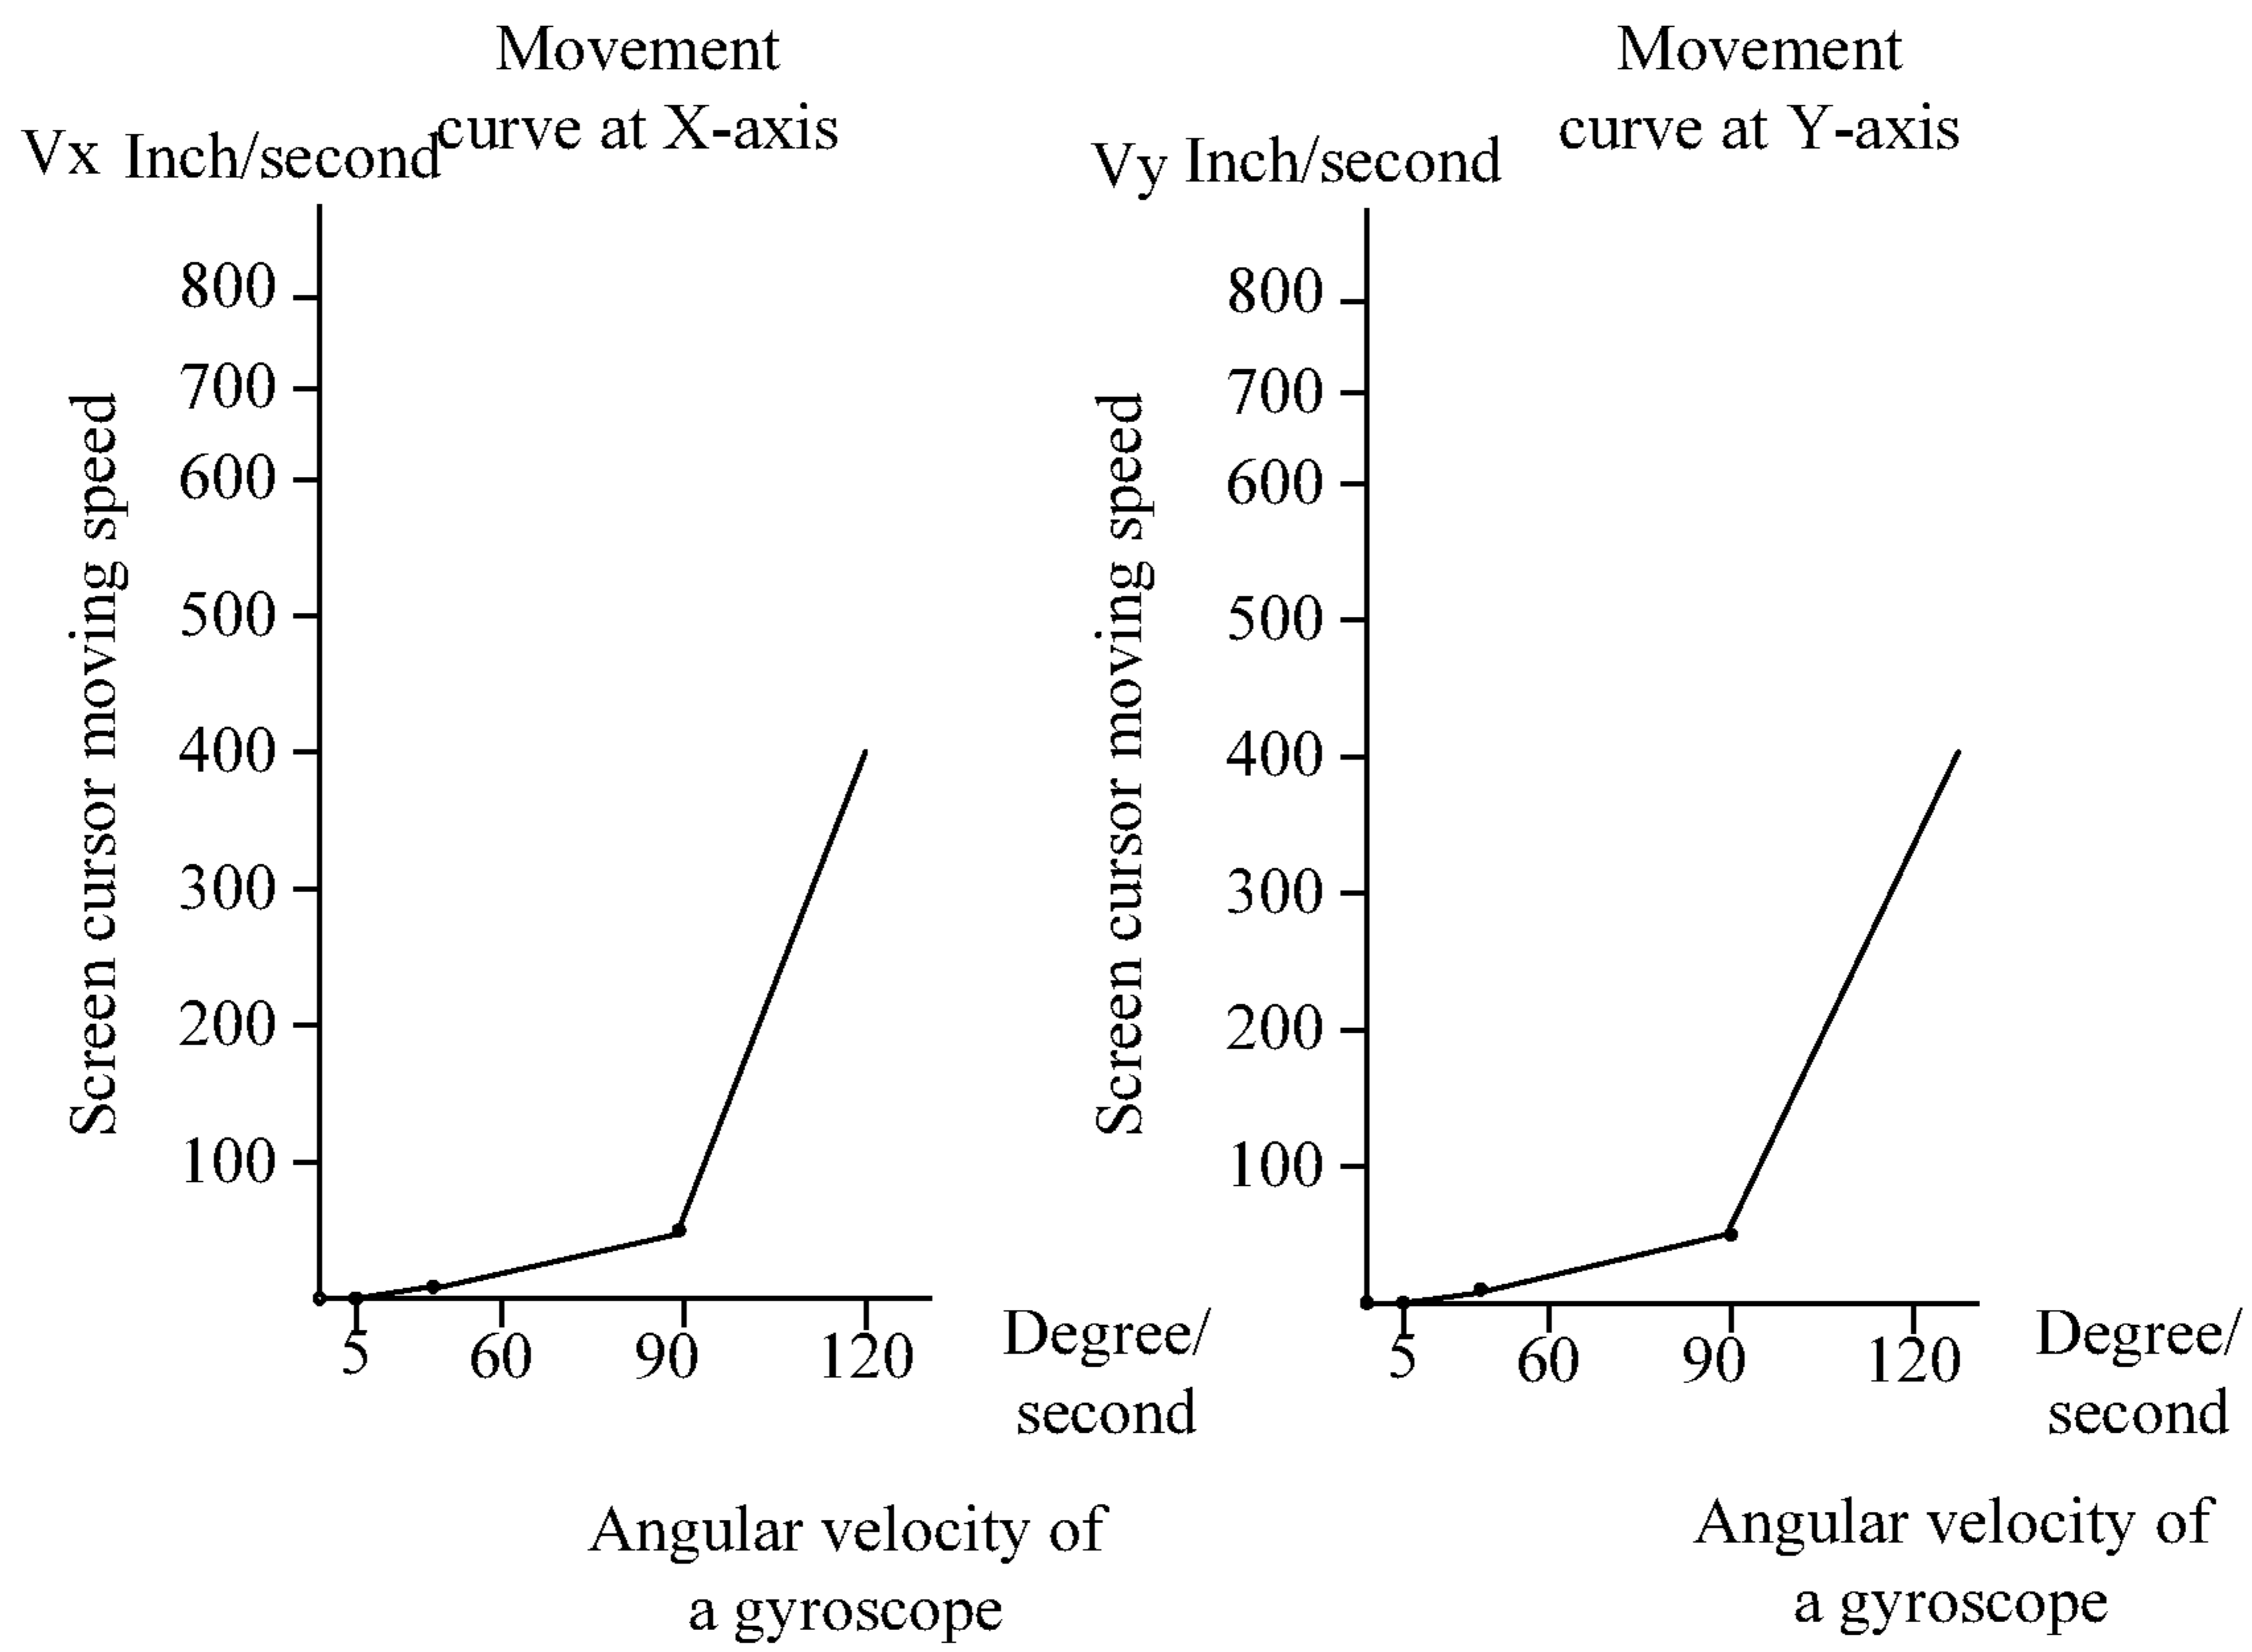 Movement
curve at X-axis
Vx Inch/second
800
700
600
500
400
300
200
100
Screen cursor moving speed
5 60 90 120
Degree/
second
Angular velocity of
a gyroscope
Movement
curve at Y-axis
Vy Inch/second
800
700
600
500
400
300
200
100
Screen cursor moving speed
5 60 90 120
Degree/
second
Angular velocity of
a gyroscope